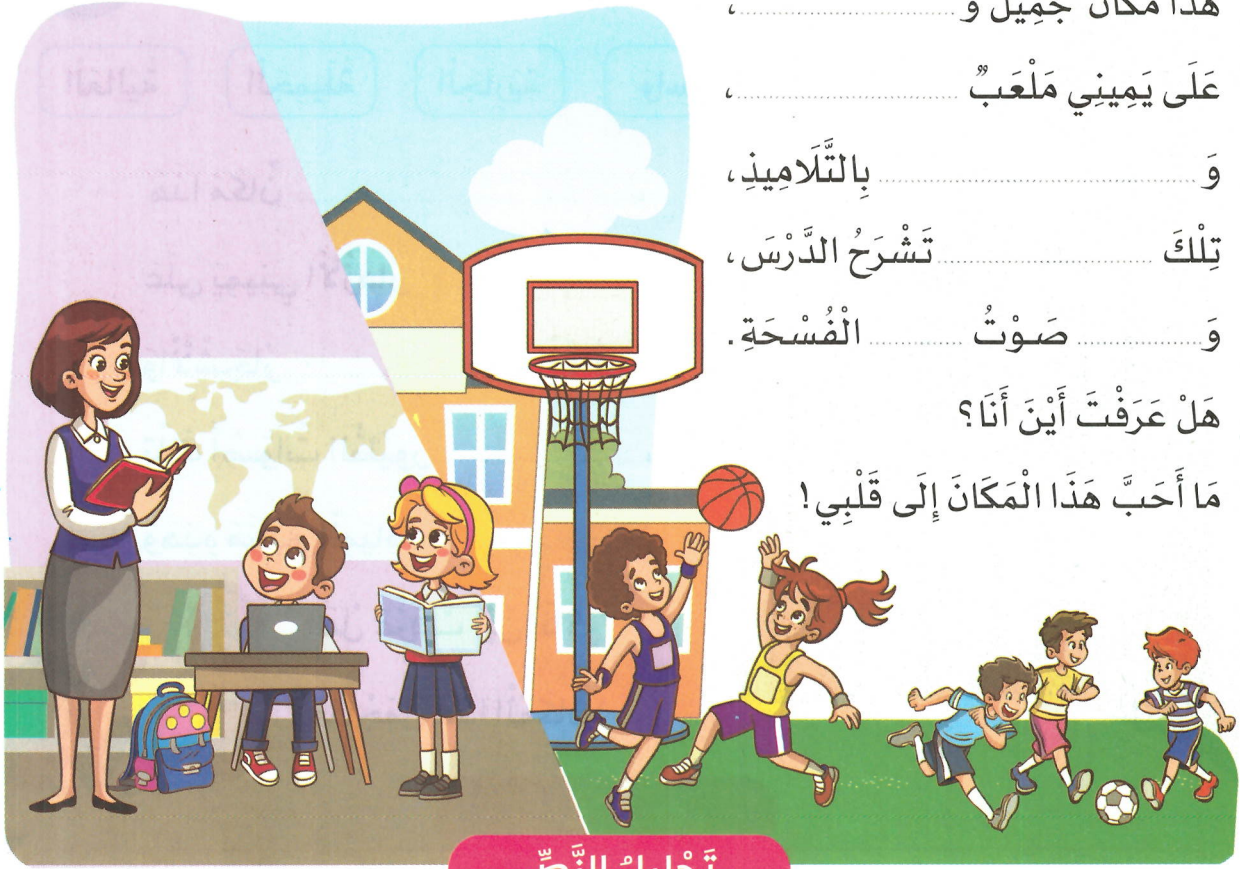 هَذَا مَكَانٌ جَمِيلٌ وَ ........................ ،
عَلَى يَمِينِي مَلْعَبٌ ........................ ،
وَ ........................ بِالتَّلَامِيذِ،
تِلْكَ ........................ تَشْرَحُ الدَّرْسَ،
وَ ............ صَوْتُ ............ الْفُسْحَةِ.
هَلْ عَرَفْتَ أَيْنَ أَنَا؟
مَا أَحَبَّ هَذَا الْمَكَانَ إِلَى قَلْبِي!